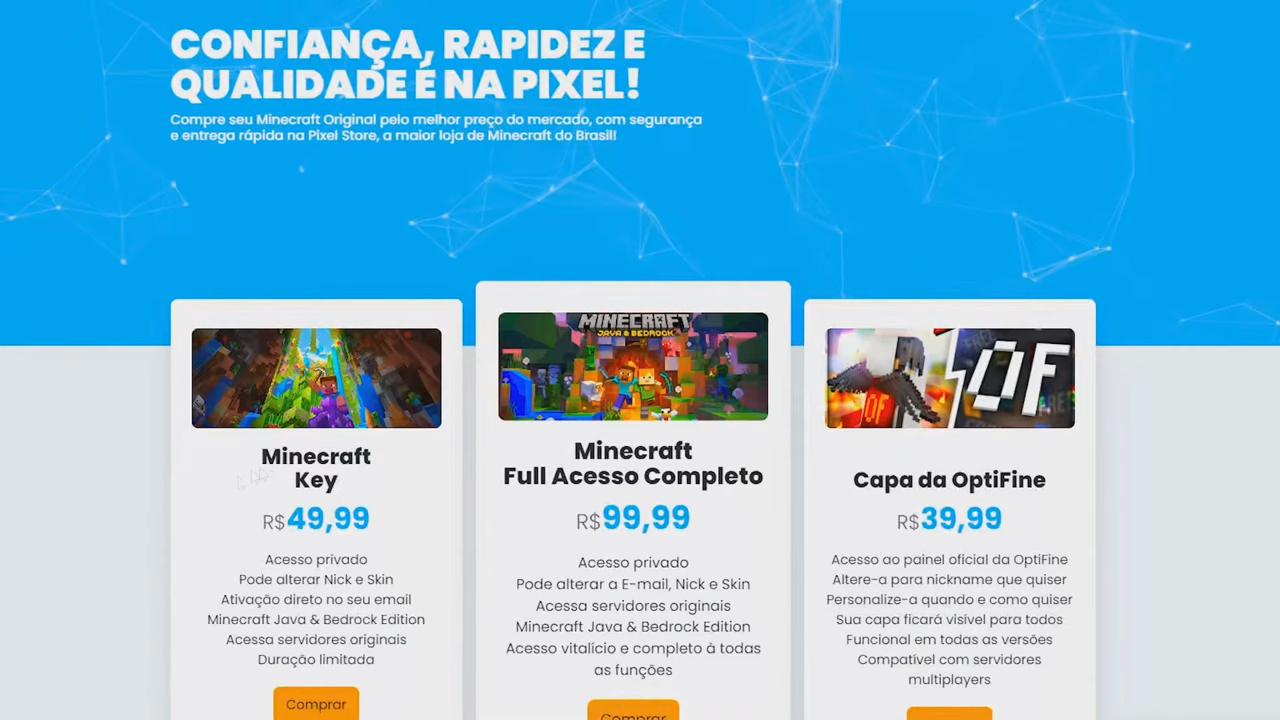 CONFIANÇA, RAPIDEZ E
QUALIDADE É NA PIXEL!
Compre seu Minecraft Original pelo melhor preço do mercado, com segurança
e entrega rápida na Pixel Store, a maior loja de Minecraft do Brasil!
Minecraft
Key
R$49,99
Acesso privado
Pode alterar Nick e Skin
Ativação direto no seu email
Minecraft Java & Bedrock Edition
Acessa servidores originais
Duração limitada
Comprar
MINECRAFT
JAVA & BEDROCK
Minecraft
Full Acesso Completo
R$99,99
Acesso privado
Pode alterar a E-mail, Nick e Skin
Acessa servidores originais
Minecraft Java & Bedrock Edition
Acesso vitalício e completo à todas
as funções
Comprar
OF
OF
Capa da OptiFine
R$39,99
Acesso ao painel oficial da OptiFine
Altere-a para nickname que quiser
Personalize-a quando e como quiser
Sua capa ficará visível para todos
Funcional em todas as versões
Compatível com servidores
multiplayers